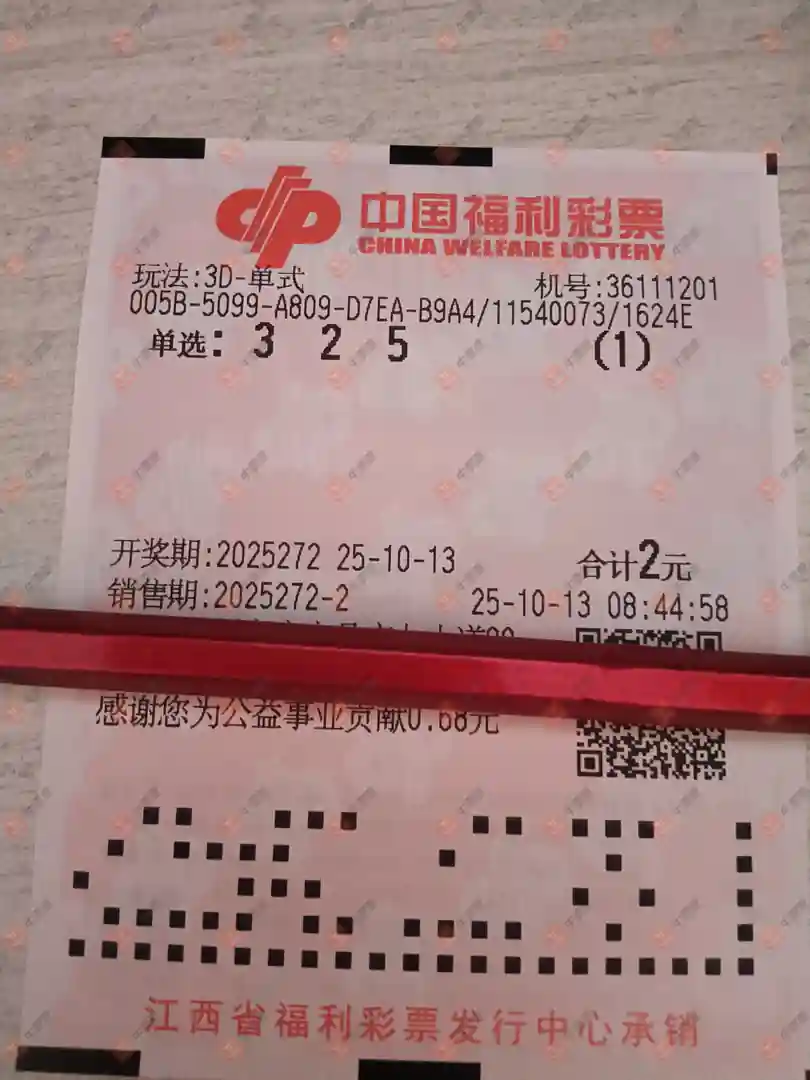 中国福利彩票
CHINA WELFARE LOTTERY
玩法:3D-单式 机号:36111201
005B-5099-A809-D7EA-B9A4/11540073/1624E
单选: 3 2 5 (1)
开奖期:2025272 25-10-13 合计2元
销售期:2025272-2 25-10-13 08:44:58
感谢您为公益事业贡献0.68元
江西省福利彩票发行中心承销